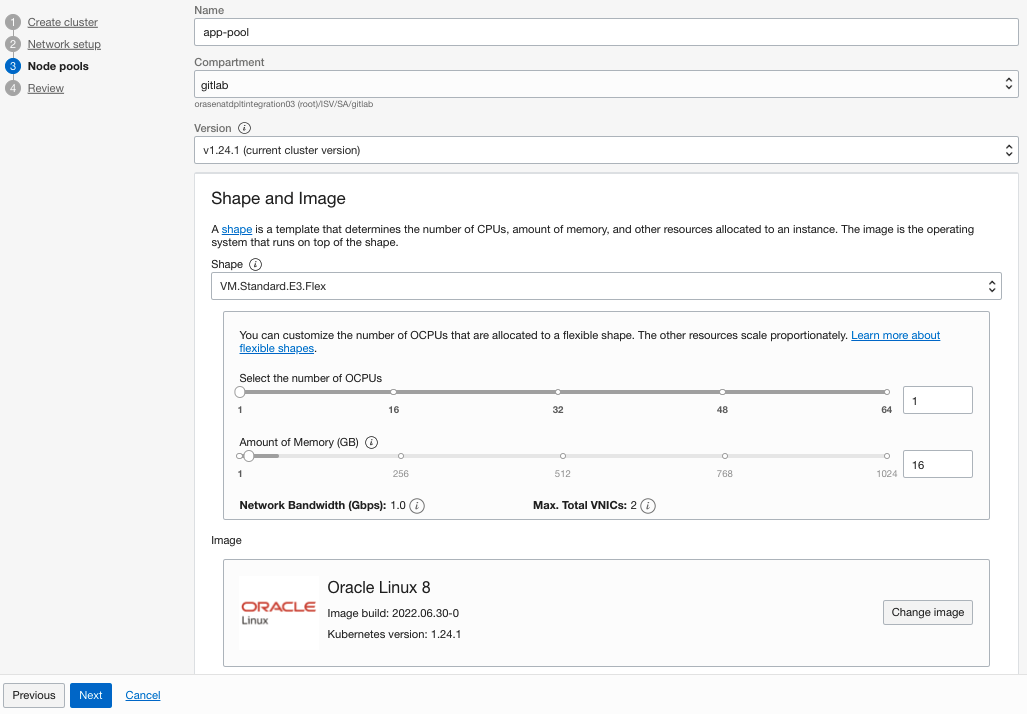 1 Create cluster
2 Network setup
3 Node pools
4 Review
Name
app-pool
Compartment
gitlab
orasenatdpltintegration03 (root)/ISV/SA/gitlab
Version i
v1.24.1 (current cluster version)
Shape and Image
A shape is a template that determines the number of CPUs, amount of memory, and other resources allocated to an instance. The image is the operating
system that runs on top of the shape.
Shape i
VM.Standard.E3.Flex
You can customize the number of OCPUs that are allocated to a flexible shape. The other resources scale proportionately. Learn more about
flexible shapes.
Select the number of OCPUs
1 16 32 48 64
1
Amount of Memory (GB) i
1 256 512 768 1024
16
Network Bandwidth (Gbps): 1.0 i Max. Total VNICs: 2 i
Image
ORACLE
Linux
Oracle Linux 8
Image build: 2022.06.30-0
Kubernetes version: 1.24.1
Change image
Previous Next Cancel